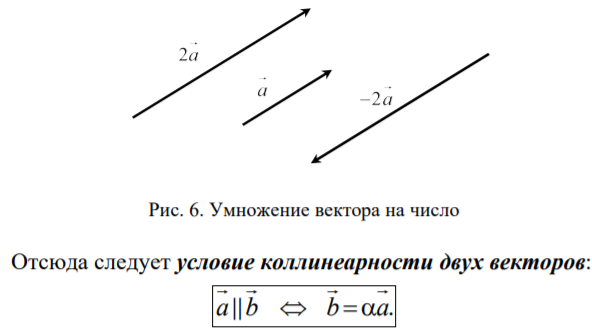 2a⃗
a⃗
−2a⃗
Рис. 6. Умножение вектора на число
Отсюда следует условие коллинеарности двух векторов:
a⃗ || b⃗ ⇔ b⃗ = αa⃗.